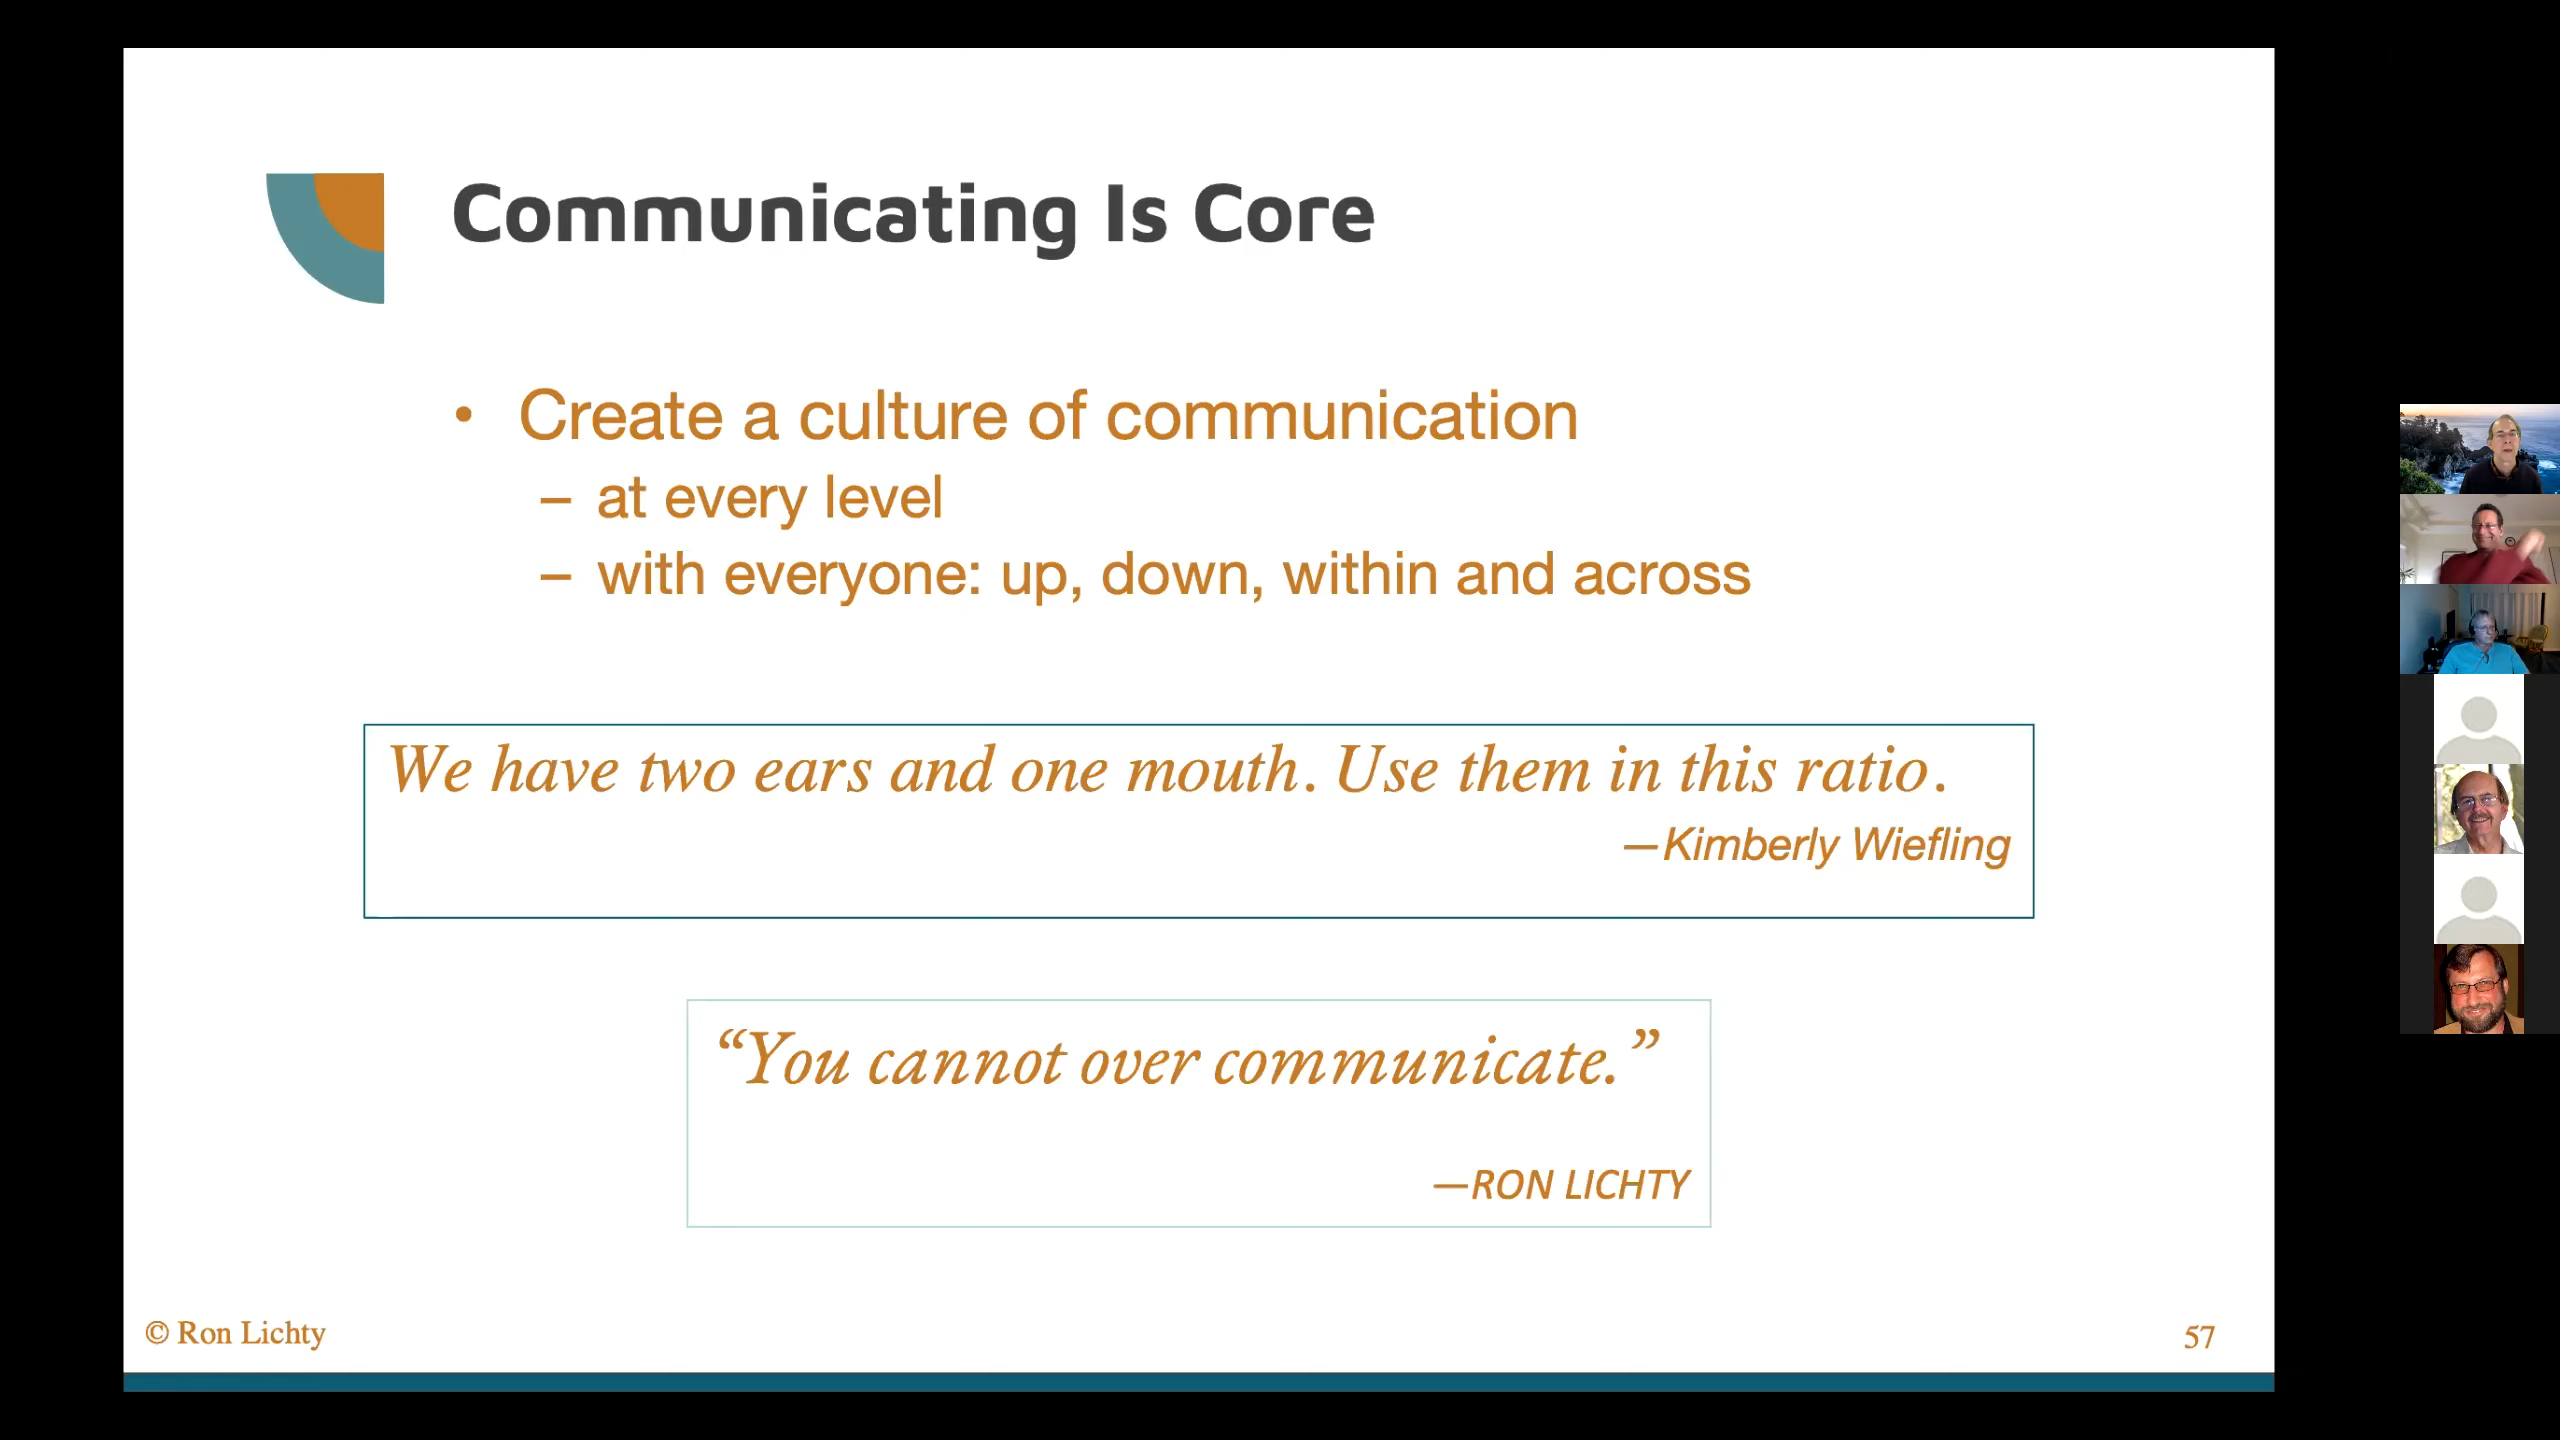 Communicating Is Core
• Create a culture of communication
– at every level
– with everyone: up, down, within and across
We have two ears and one mouth. Use them in this ratio.
—Kimberly Wiefling
“You cannot over communicate.”
—RON LICHTY
© Ron Lichty
57